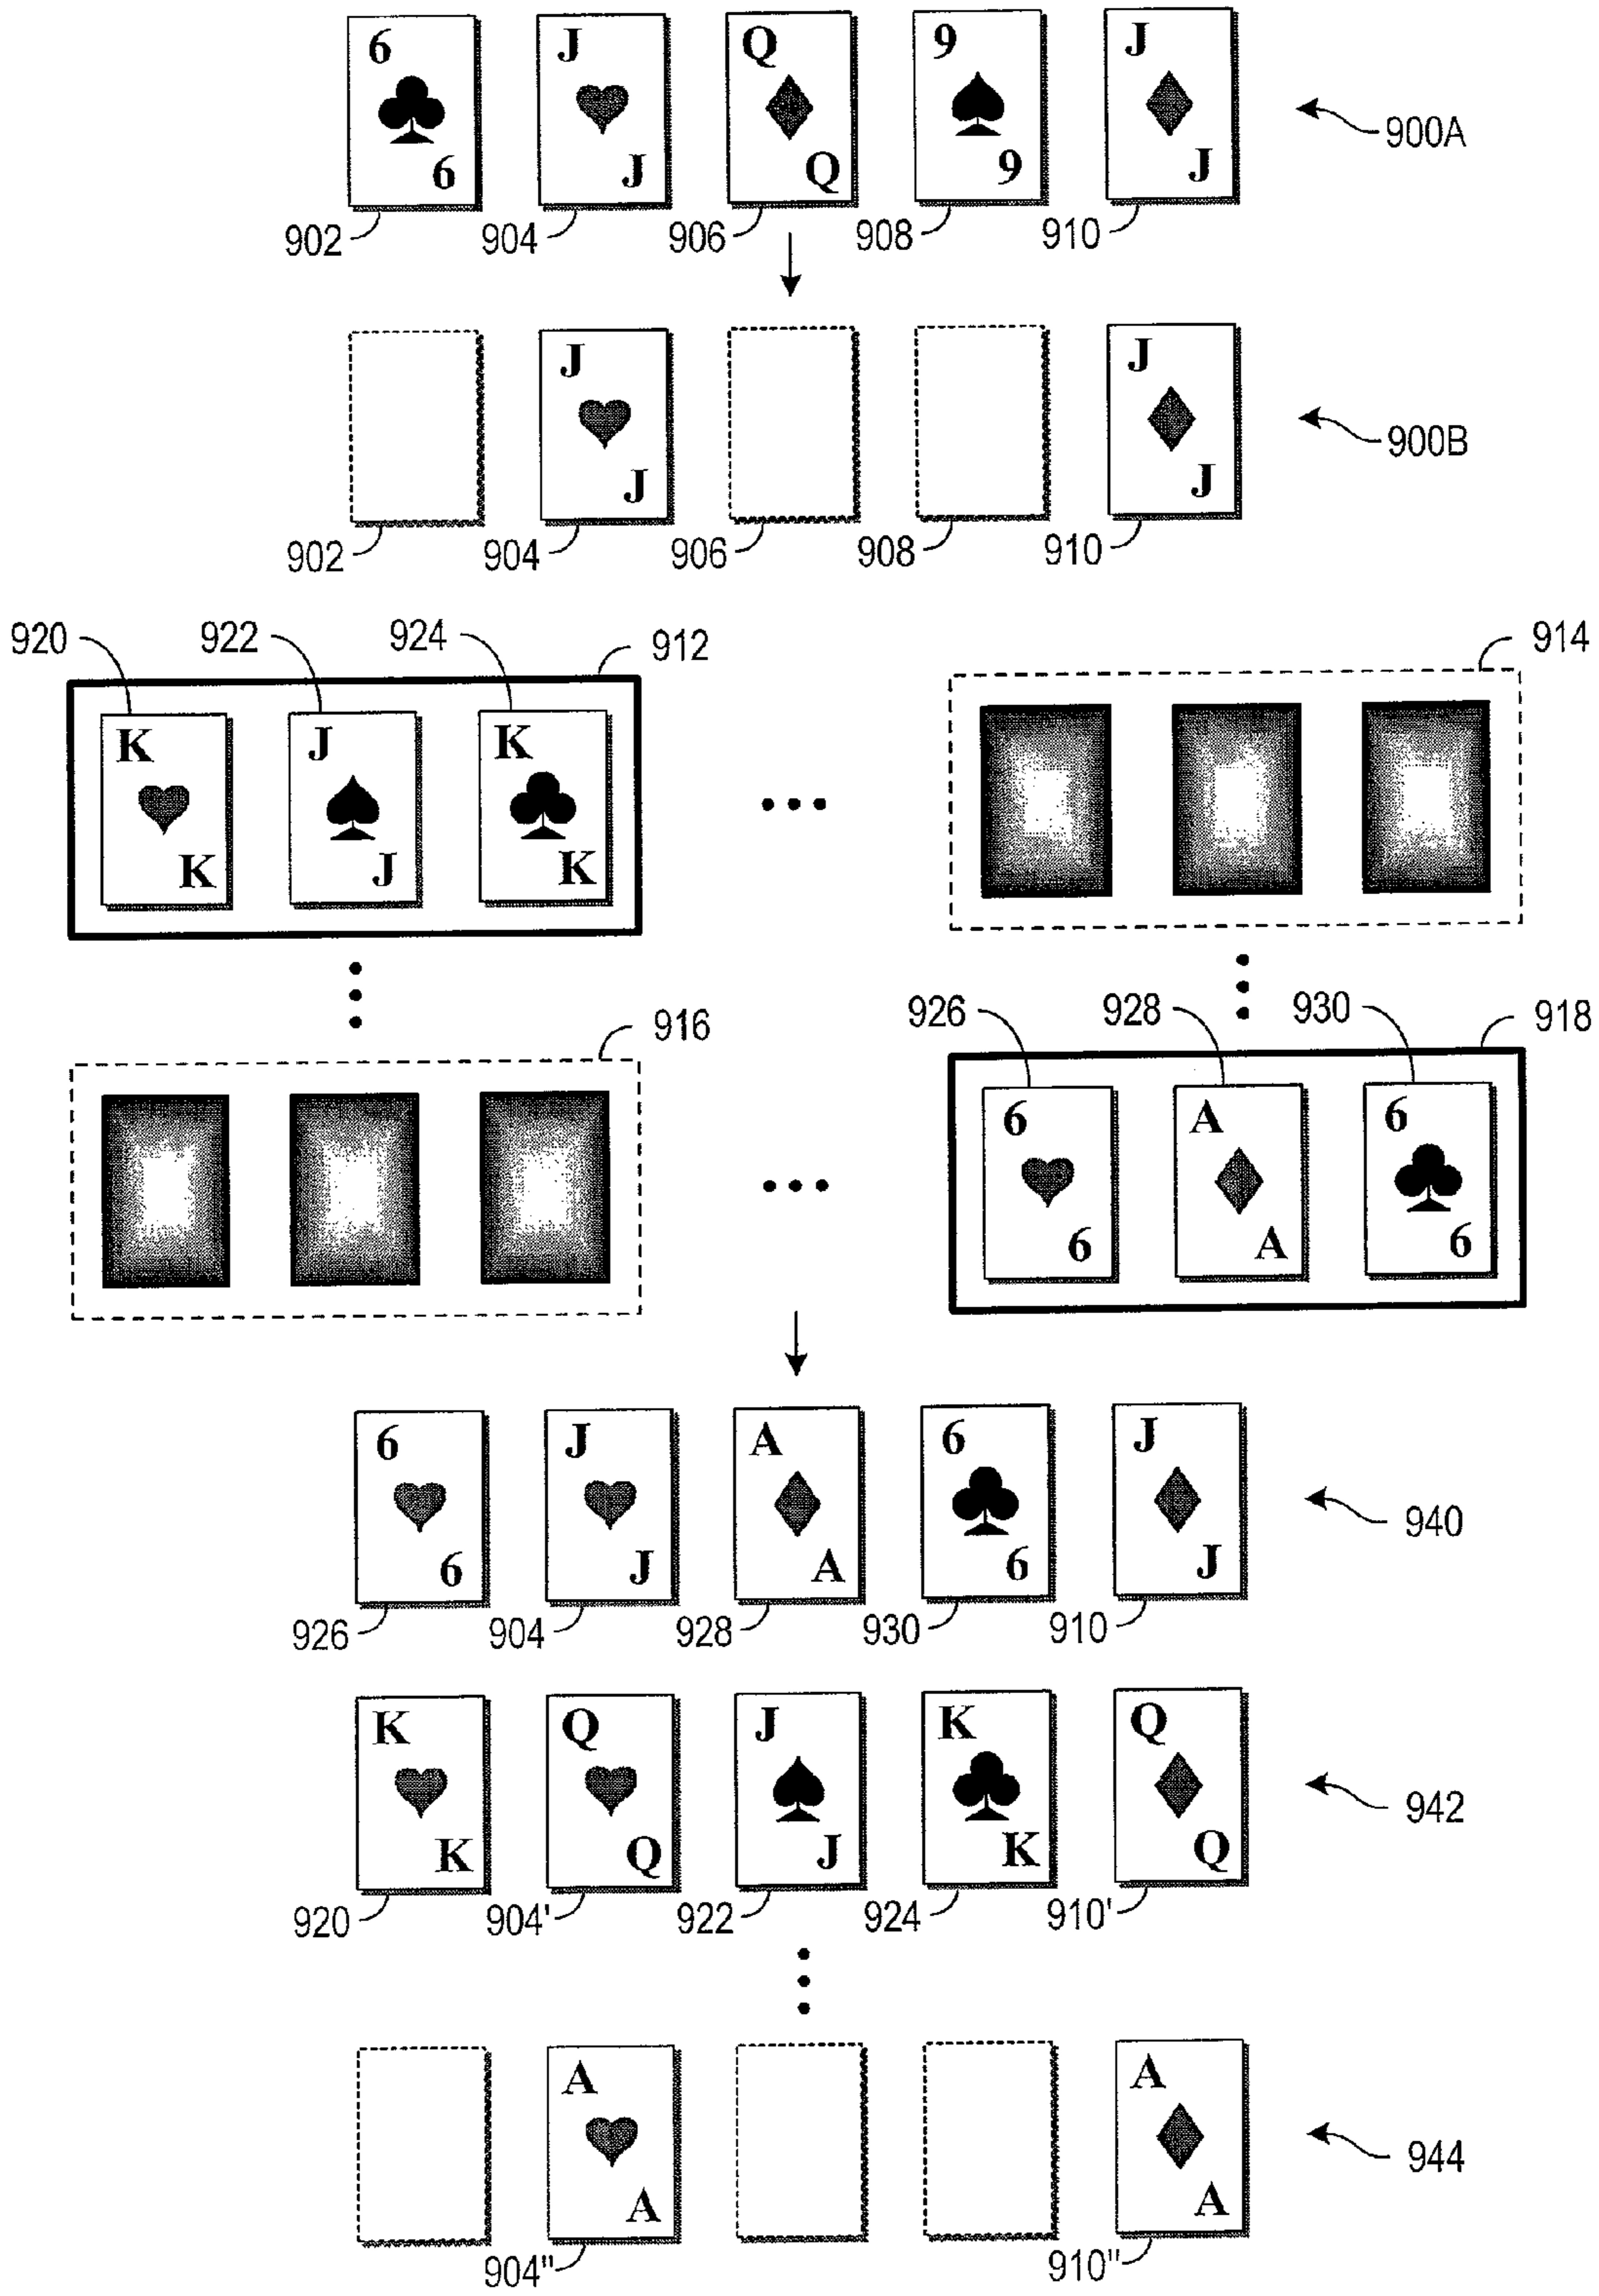 6 J Q 9 J
6 J Q 9 J
900A
902 904 906 908 910
J J
J J
900B
902 904 906 908 910
920 922 924 912 914
K J K
K J K
916 926 928 930 918
6 A 6
6 A 6
6 J A 6 J
6 J A 6 J
940
926 904 928 930 910
K Q J K Q
K Q J K Q
942
920 904' 922 924 910'
A A
A A
944
904" 910"